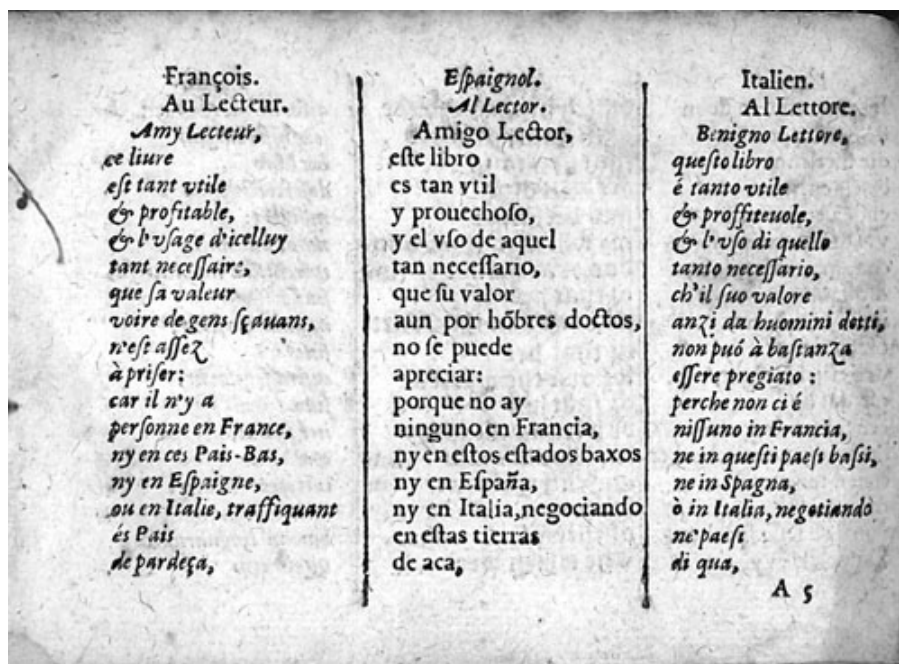 François.
Au Lecteur.
Amy Lecteur,
ce liure
est tant vtile
& profitable,
& l'vsage d'icelluy
tant necessaire,
que sa valeur
voire de gens sçauans,
n'est assez
à priser:
car il n'y a
personne en France,
ny en ces Pais-Bas,
ny en Espaigne,
ou en Italie, traffiquant
és Pais
de pardeça,
Espaignol.
Al Lector.
Amigo Lector,
este libro
es tan vtil
y prouechoso,
y el vso de aquel
tan necessario,
que su valor
aun por hõbres doctos,
no se puede
apreciar:
porque no ay
ninguno en Francia,
ny en estos estados baxos
ny en España,
ny en Italia,negociando
en estas tierras
de aca,
Italien.
Al Lettore.
Benigno Lettore,
questo libro
é tanto vtile
& proffiteuole,
& l'vso di quello
tanto necessario,
ch'il suo valore
anzi da huomini dotti,
non puó à bastanza
essere pregiato :
perche non ci é
nissuno in Francia,
ne in questi paesi bassi,
ne in Spagna,
ò in Italia, negotiando
ne' paesi
di qua,
A 5